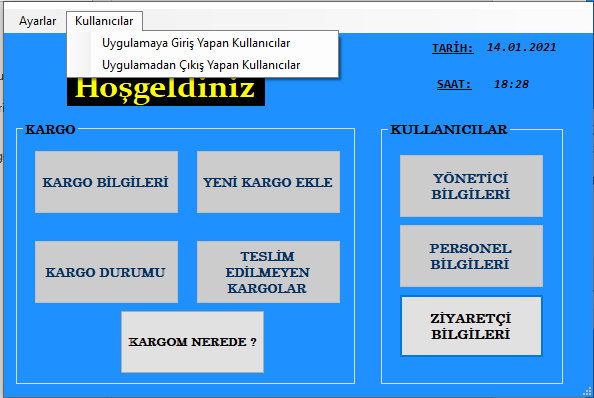 Ayarlar Kullanıcılar
Uygulamaya Giriş Yapan Kullanıcılar
Uygulamadan Çıkış Yapan Kullanıcılar
TARİH: 14.01.2021
SAAT: 18:28
Hoşgeldiniz
KARGO
KARGO BİLGİLERİ
YENİ KARGO EKLE
KARGO DURUMU
TESLİM
EDİLMEYEN
KARGOLAR
KARGOM NEREDE ?
KULLANICILAR
YÖNETİCİ
BİLGİLERİ
PERSONEL
BİLGİLERİ
ZİYARETÇİ
BİLGİLERİ